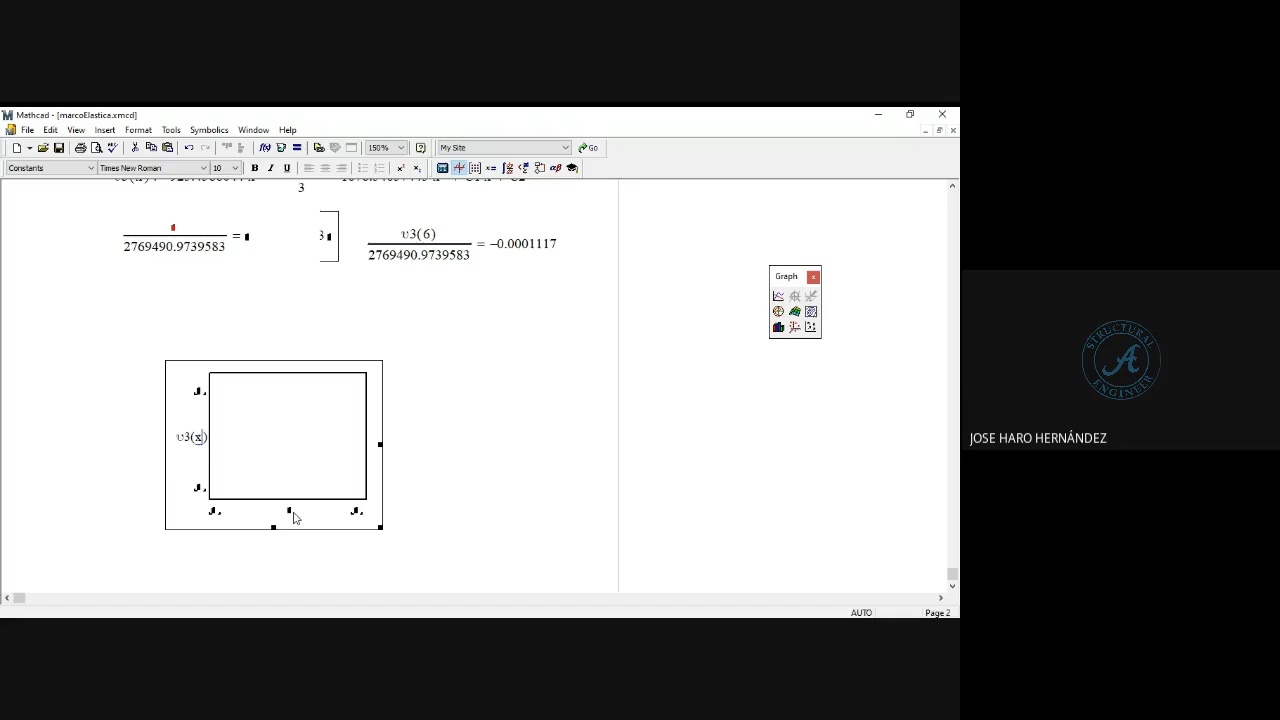 Mathcad - [marcoElastica.xmcd]
File Edit View Insert Format Tools Symbolics Window Help
150% My Site Go
Constants Times New Roman 10 B I U
3
2769490.9739583 =
υ3(6)
2769490.9739583 = −0.0001117
Graph
υ3(x)
AUTO Page 2
STRUCTURAL
A
ENGINEER
JOSE HARO HERNÁNDEZ